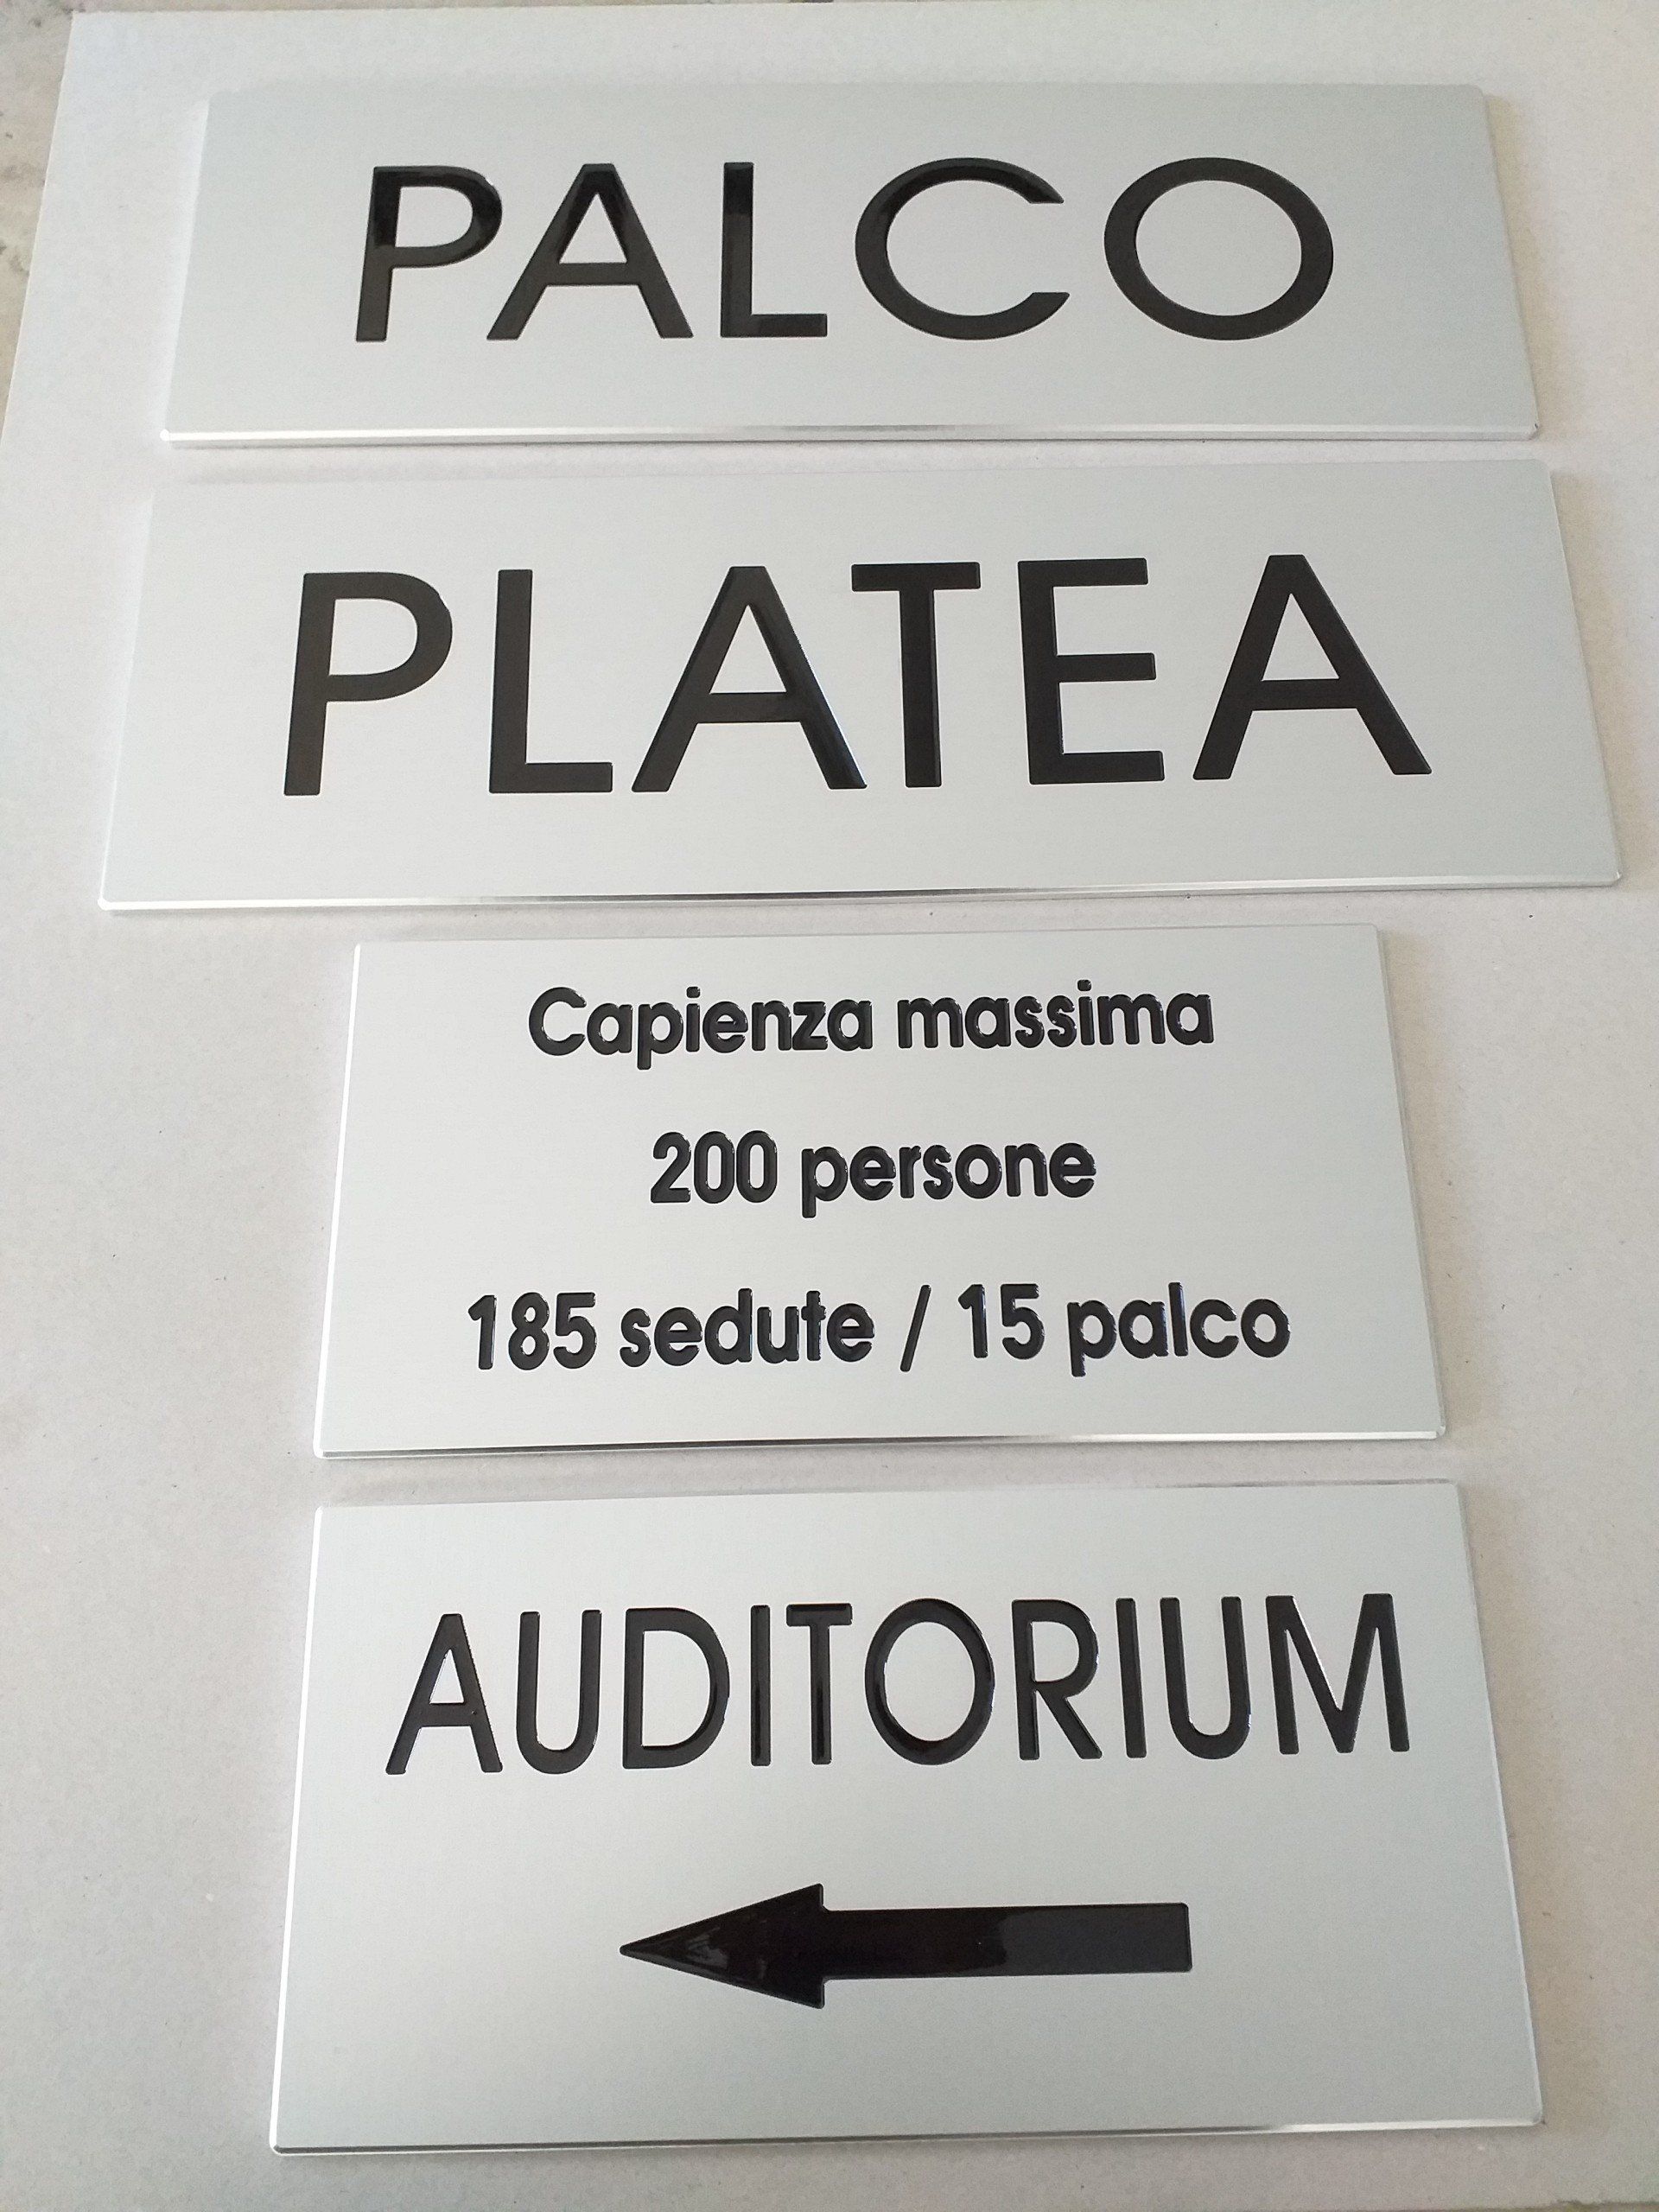 PALCO
PLATEA
Capienza massima
200 persone
185 sedute / 15 palco
AUDITORIUM